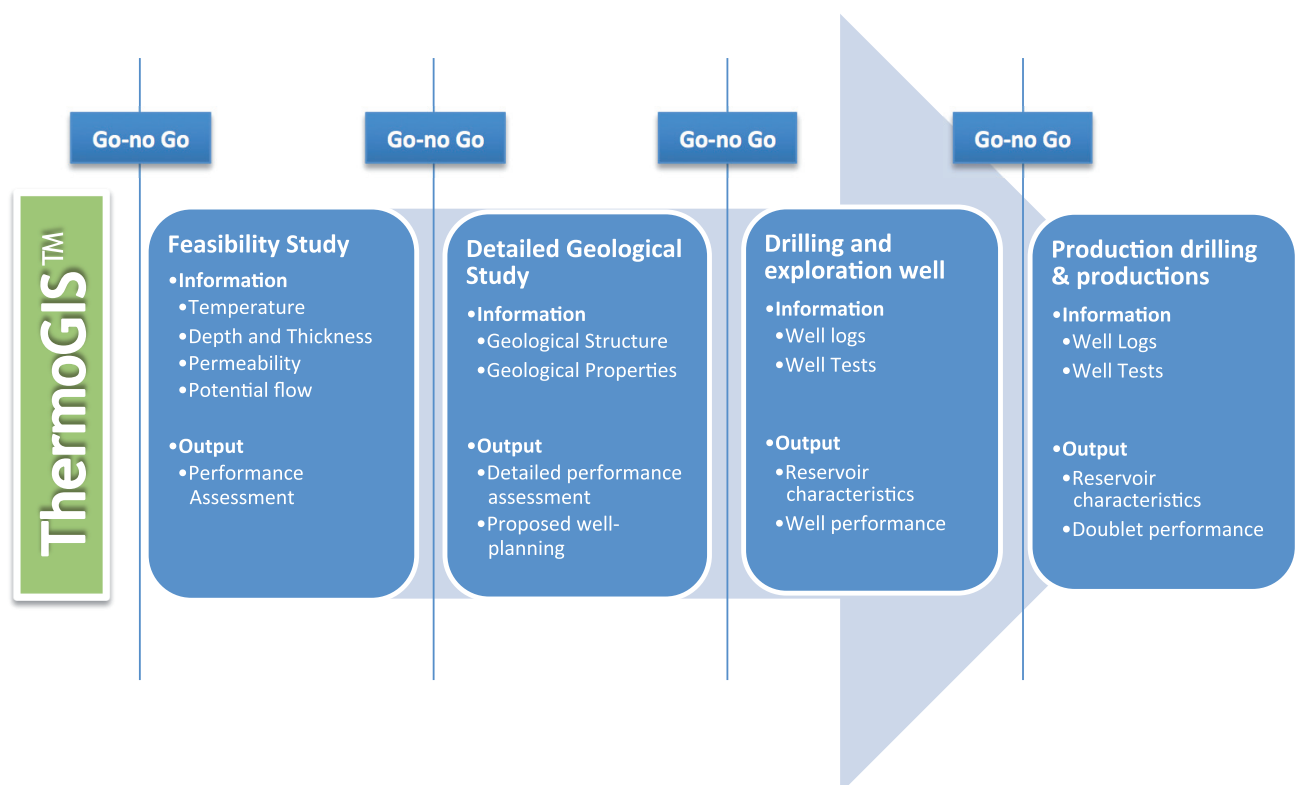 Go-no Go
Go-no Go
Go-no Go
Go-no Go
ThermoGIS™
Feasibility Study
•Information
•Temperature
•Depth and Thickness
•Permeability
•Potential flow
•Output
•Performance
Assessment
Detailed Geological
Study
•Information
•Geological Structure
•Geological Properties
•Output
•Detailed performance
assessment
•Proposed well-
planning
Drilling and
exploration well
•Information
•Well logs
•Well Tests
•Output
•Reservoir
characteristics
•Well performance
Production drilling
& productions
•Information
•Well Logs
•Well Tests
•Output
•Reservoir
characteristics
•Doublet performance